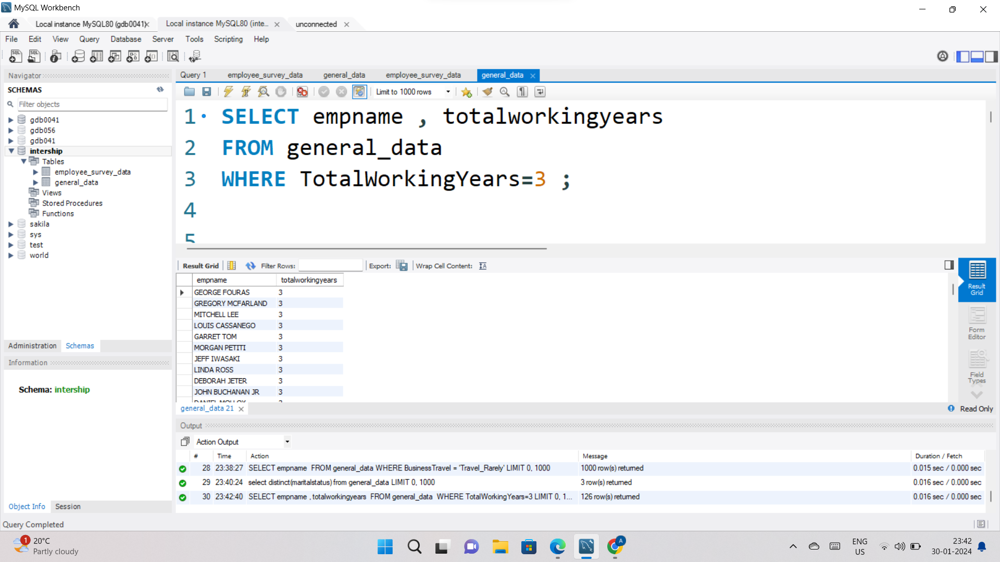 MySQL Workbench
Local instance MySQL80 (gdb0041)
Local instance MySQL80 (inte...
unconnected
File Edit View Query Database Server Tools Scripting Help
Navigator
SCHEMAS
Filter objects
gdb0041
gdb056
gdb041
intership
Tables
employee_survey_data
general_data
Views
Stored Procedures
Functions
sakila
sys
test
world
Administration Schemas
Information
Schema: intership
Object Info Session
Query 1 employee_survey_data general_data employee_survey_data general_data
Limit to 1000 rows
1 SELECT empname , totalworkingyears
2 FROM general_data
3 WHERE TotalWorkingYears=3 ;
4
5
Result Grid Filter Rows: Export: Wrap Cell Content:
empname totalworkingyears
GEORGE FOURAS 3
GREGORY MCFARLAND 3
MITCHELL LEE 3
LOUIS CASSANEGO 3
GARRET TOM 3
MORGAN PETITI 3
JEFF IWASAKI 3
LINDA ROSS 3
DEBORAH JETER 3
JOHN BUCHANAN JR 3
Result
Grid
Form
Editor
Field
Types
general_data 21
Read Only
Output
Action Output
# Time Action Message Duration / Fetch
28 23:38:27 SELECT empname FROM general_data WHERE BusinessTravel = 'Travel_Rarely' LIMIT 0, 1000 1000 row(s) returned 0.015 sec / 0.000 sec
29 23:40:24 select distinct(maritalstatus) from general_data LIMIT 0, 1000 3 row(s) returned 0.016 sec / 0.000 sec
30 23:42:40 SELECT empname , totalworkingyears FROM general_data WHERE TotalWorkingYears=3 LIMIT 0, 1... 126 row(s) returned 0.016 sec / 0.000 sec
Query Completed
1
20°C
Partly cloudy
A
ENG
US
23:42
30-01-2024